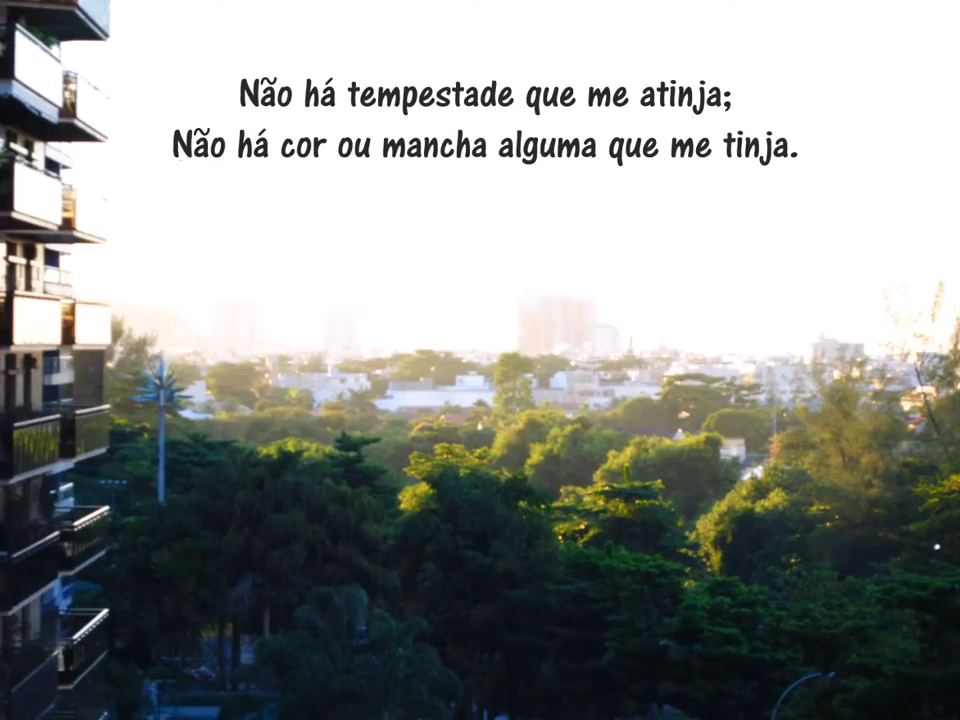 Não há tempestade que me atinja;
Não há cor ou mancha alguma que me tinja.